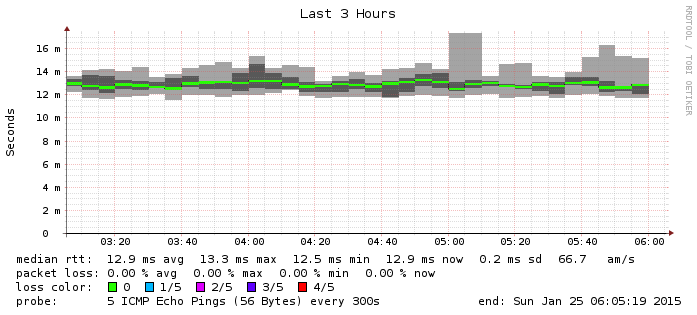 Last 3 Hours
RRDTOOL / TOBI OETIKER
Seconds
16 m
14 m
12 m
10 m
8 m
6 m
4 m
2 m
0
03:20 03:40 04:00 04:20 04:40 05:00 05:20 05:40 06:00
median rtt: 12.9 ms avg 13.3 ms max 12.5 ms min 12.9 ms now 0.2 ms sd 66.7 am/s
packet loss: 0.00 % avg 0.00 % max 0.00 % min 0.00 % now
loss color: 0 1/5 2/5 3/5 4/5
probe: 5 ICMP Echo Pings (56 Bytes) every 300s end: Sun Jan 25 06:05:19 2015